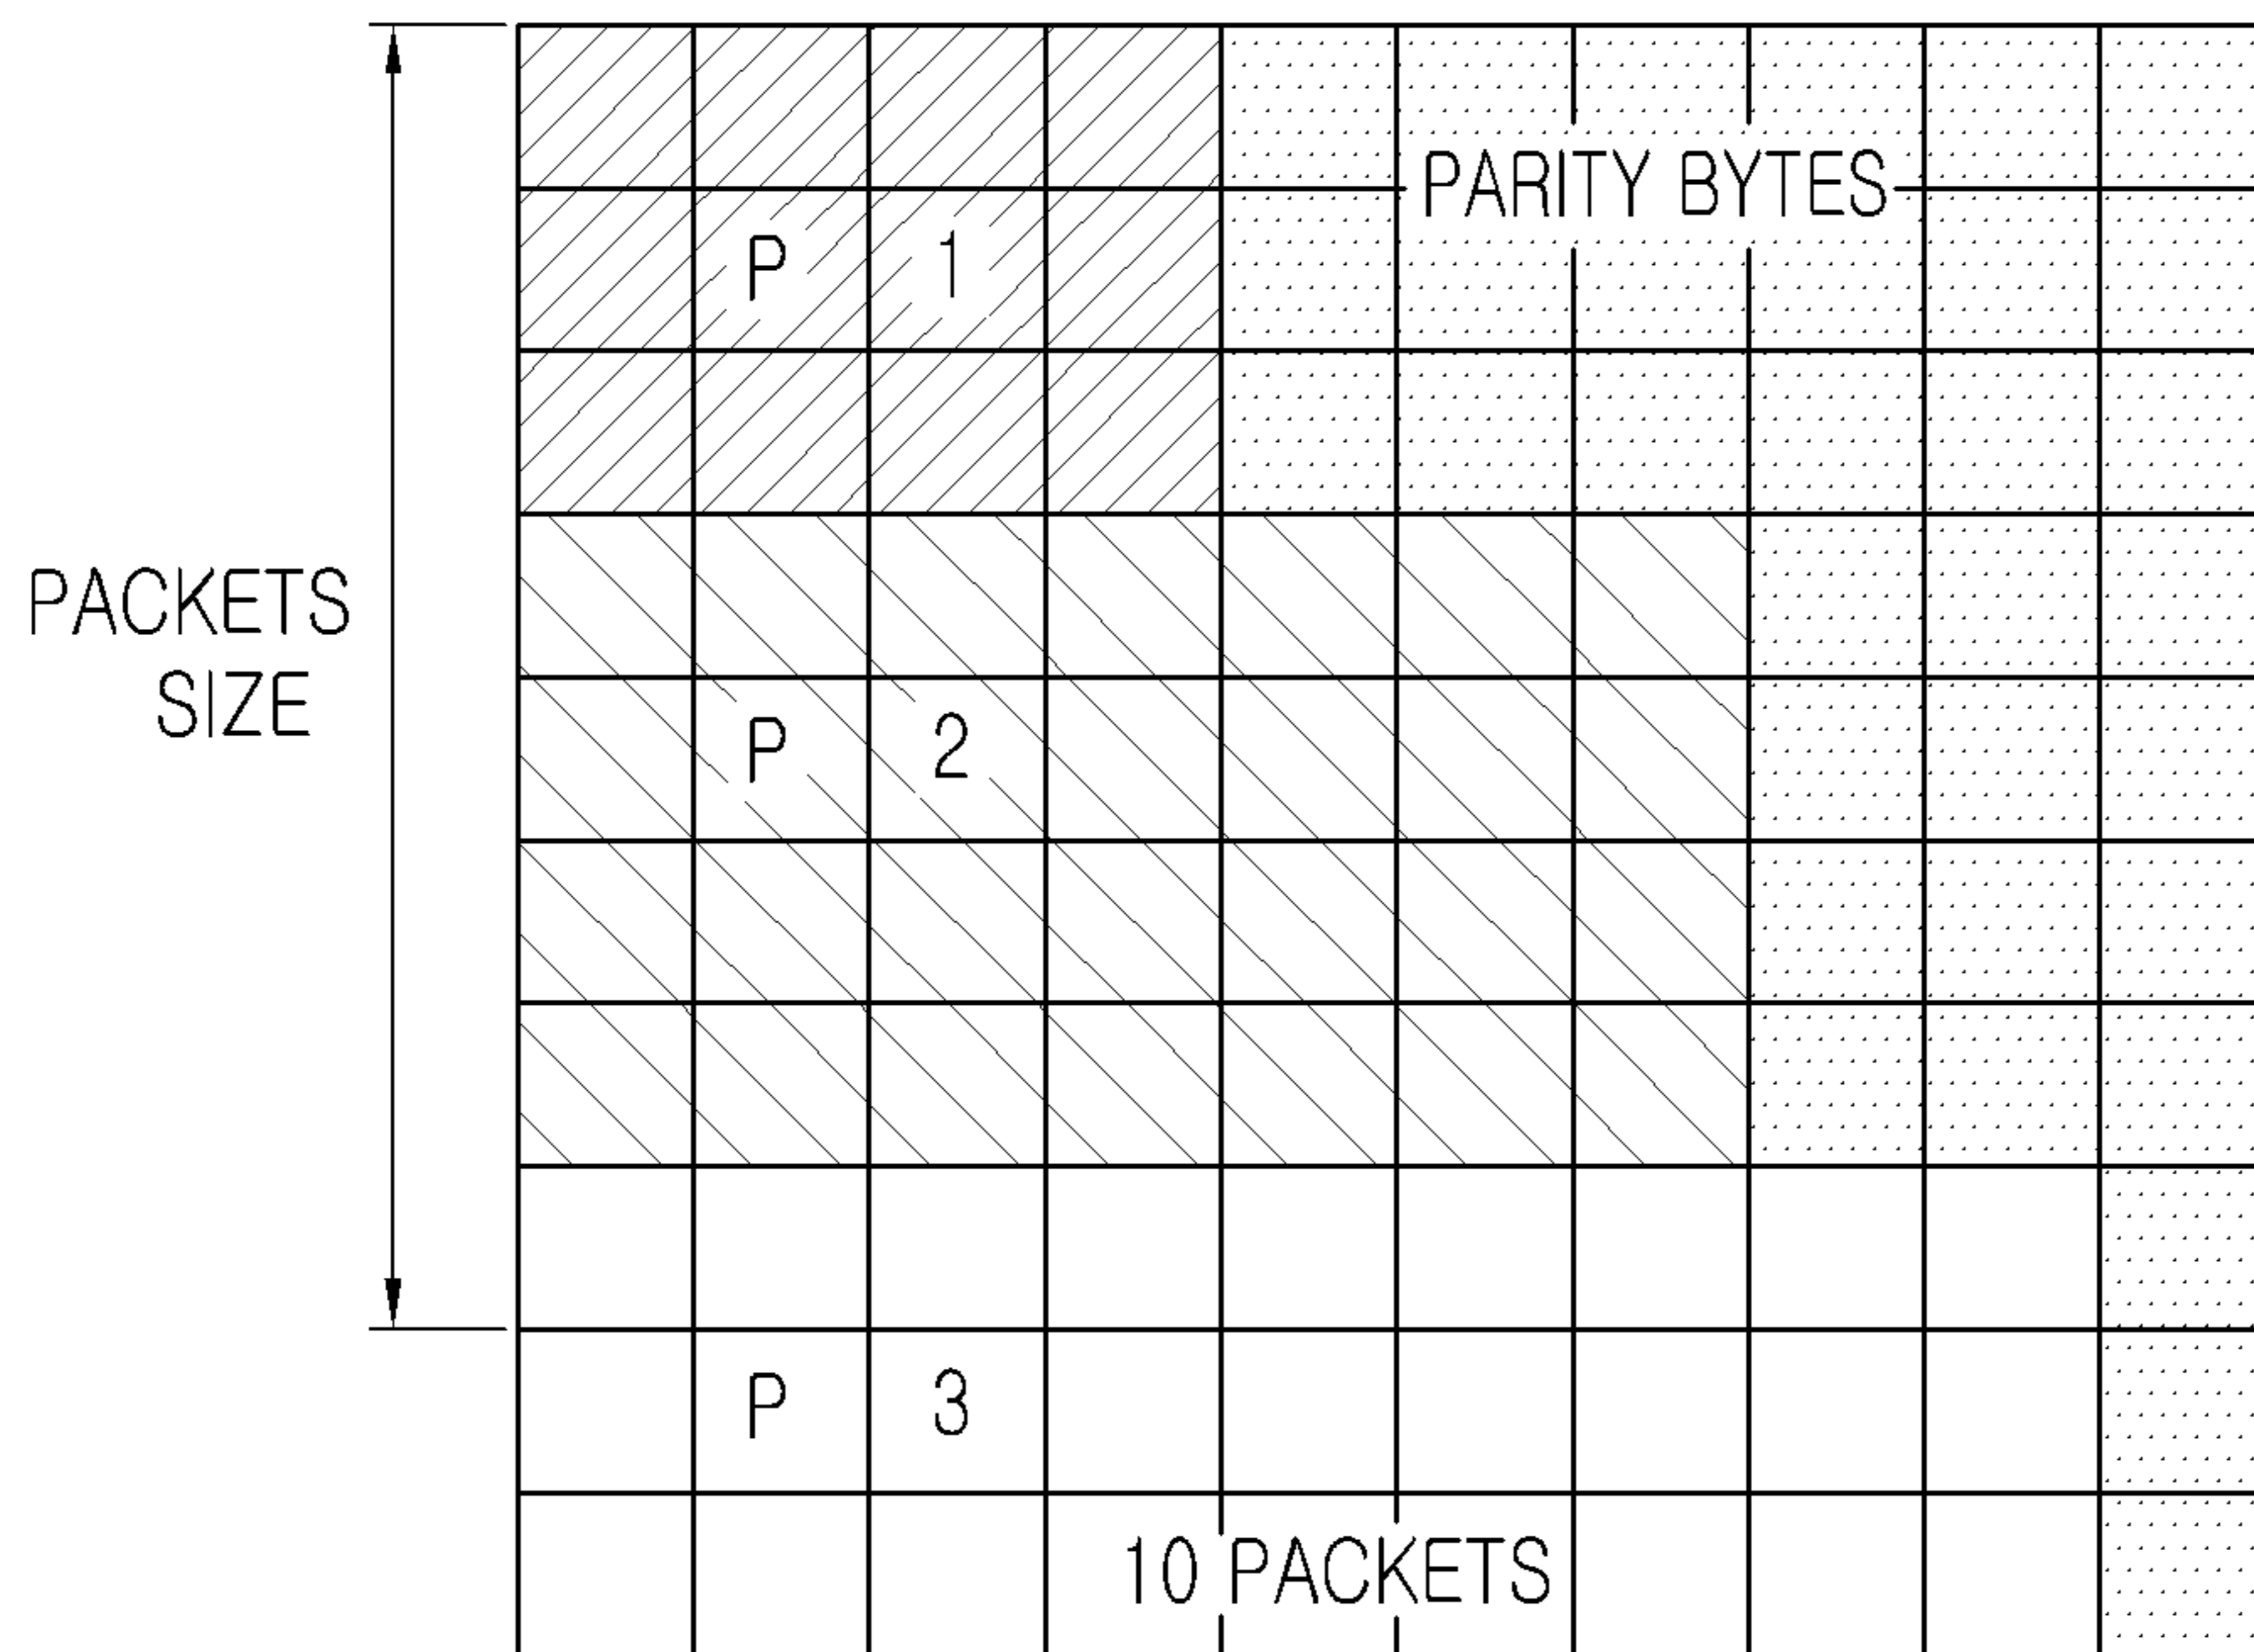 PARITY BYTES
P 1
PACKETS
SIZE
P 2
P 3
10 PACKETS